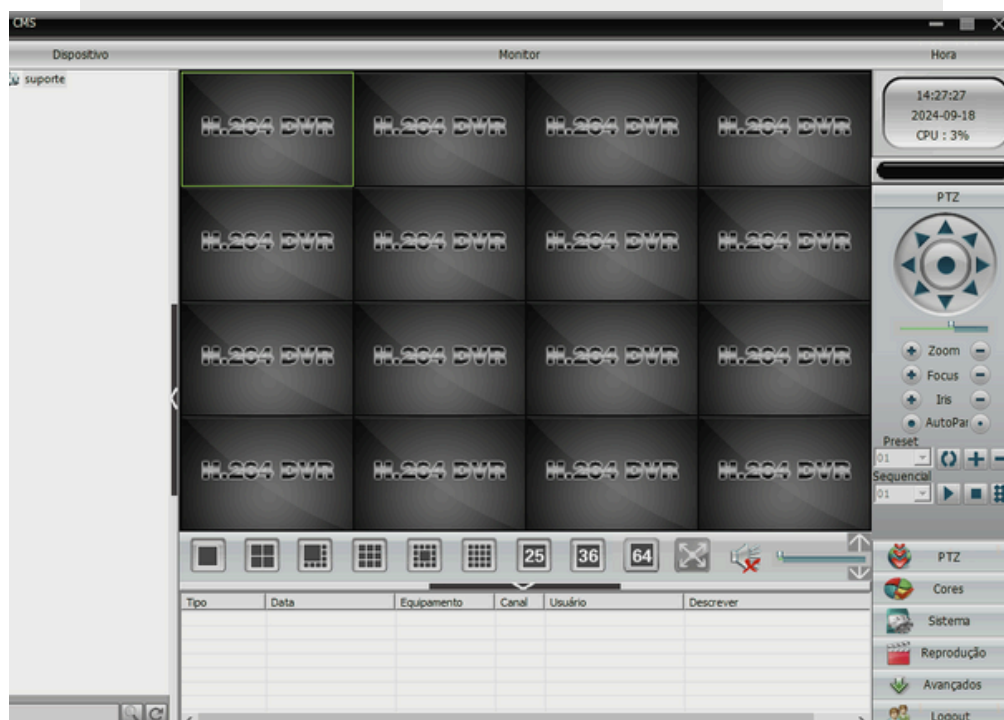 CMS
Dispositivo Monitor Hora
suporte
14:27:27
2024-09-18
CPU : 3%
H.264 DVR H.264 DVR H.264 DVR H.264 DVR
H.264 DVR H.264 DVR H.264 DVR H.264 DVR
H.264 DVR H.264 DVR H.264 DVR H.264 DVR
H.264 DVR H.264 DVR H.264 DVR H.264 DVR
PTZ
Zoom
Focus
Iris
AutoPar
Preset
01
Sequencial
01
25 36 64
Tipo Data Equipamento Canal Usuário Descrever
PTZ
Cores
Sistema
Reprodução
Avançados
Logout